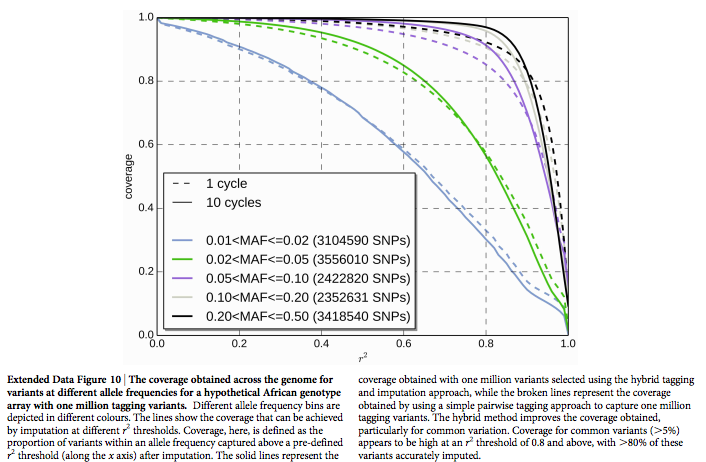 1.0
0.8
0.6
0.4
0.2
0.0
coverage
1 cycle
10 cycles
0.01<MAF<=0.02 (3104590 SNPs)
0.02<MAF<=0.05 (3556010 SNPs)
0.05<MAF<=0.10 (2422820 SNPs)
0.10<MAF<=0.20 (2352631 SNPs)
0.20<MAF<=0.50 (3418540 SNPs)
0.0 0.2 0.4 0.6 0.8 1.0
r²
Extended Data Figure 10 | The coverage obtained across the genome for
variants at different allele frequencies for a hypothetical African genotype
array with one million tagging variants. Different allele frequency bins are
depicted in different colours. The lines show the coverage that can be achieved
by imputation at different r² thresholds. Coverage, here, is defined as the
proportion of variants within an allele frequency captured above a pre-defined
r² threshold (along the x axis) after imputation. The solid lines represent the
coverage obtained with one million variants selected using the hybrid tagging
and imputation approach, while the broken lines represent the coverage
obtained by using a simple pairwise tagging approach to capture one million
tagging variants. The hybrid method improves the coverage obtained,
particularly for common variation. Coverage for common variants (>5%)
appears to be high at an r² threshold of 0.8 and above, with >80% of these
variants accurately imputed.